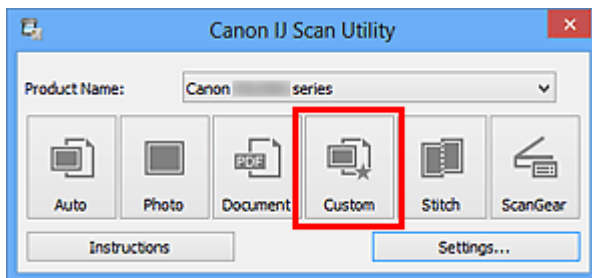 Canon IJ Scan Utility
Product Name: Canon series
PDF
Auto Photo Document Custom Stitch ScanGear
Instructions Settings...